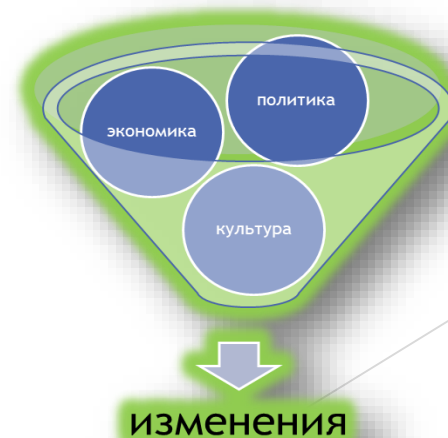 политика
экономика
культура
изменения